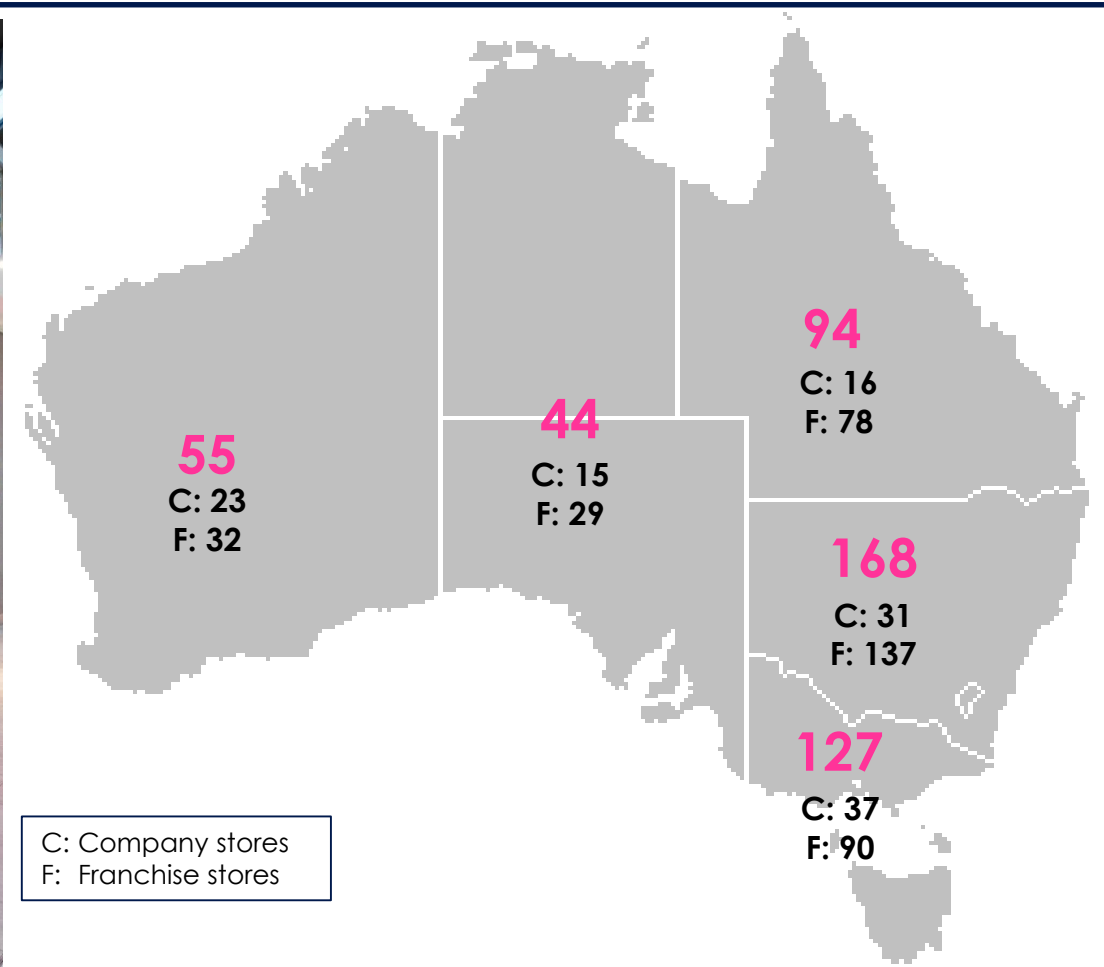 94
C: 16
F: 78
44
C: 15
F: 29
55
C: 23
F: 32
168
C: 31
F: 137
127
C: 37
F: 90
C: Company stores
F: Franchise stores